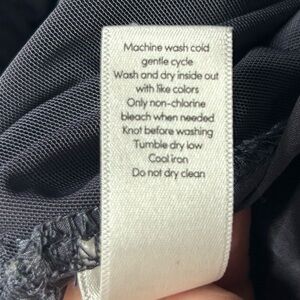 Machine wash cold
gentle cycle
Wash and dry inside out
with like colors
Only non-chlorine
bleach when needed
Knot before washing
Tumble dry low
Cool iron
Do not dry clean